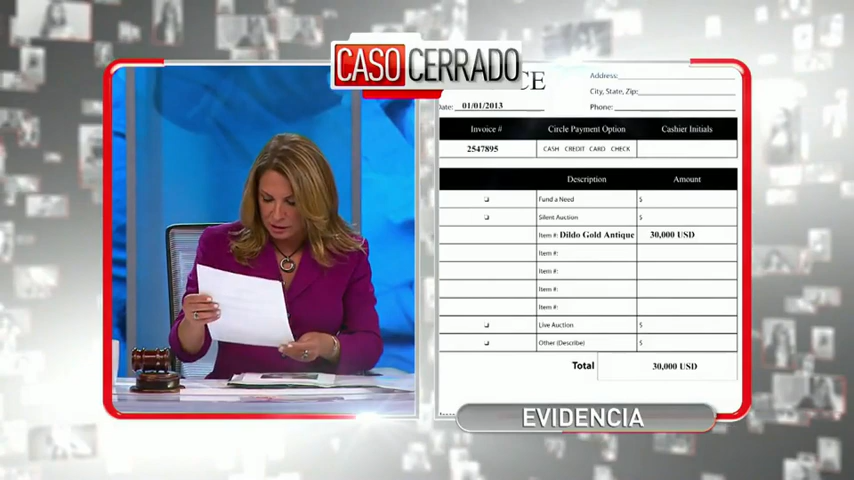 CASO CERRADO
CE
Address:
City, State, Zip:
Date: 01/01/2013
Phone:
Invoice # Circle Payment Option Cashier Initials
2547895 CASH CREDIT CARD CHECK
Description Amount
Fund a Need $
Silent Auction $
Item #: Dildo Gold Antique 30,000 USD
Item #:
Item #:
Item #:
Item #:
Live Auction $
Other (Describe) $
Total 30,000 USD
EVIDENCIA